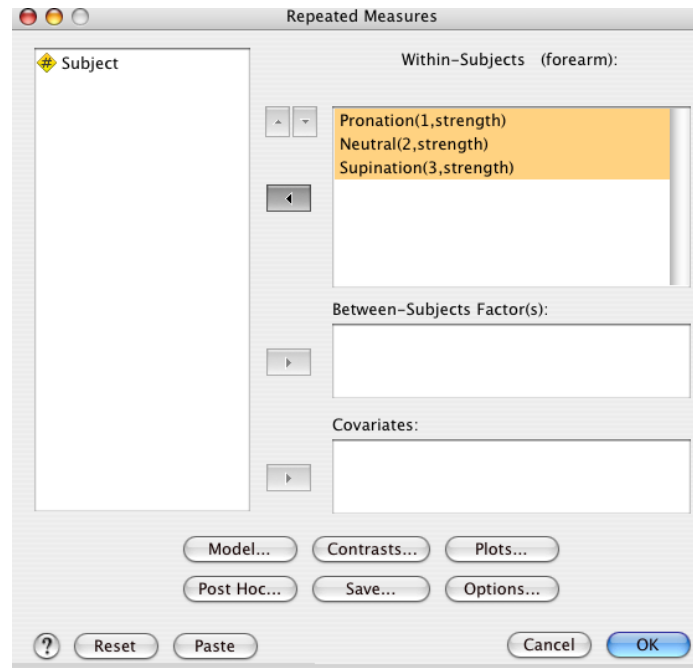 Repeated Measures
# Subject
Within-Subjects (forearm):
Pronation(1,strength)
Neutral(2,strength)
Supination(3,strength)
Between-Subjects Factor(s):
Covariates:
Model... Contrasts... Plots...
Post Hoc... Save... Options...
? Reset Paste Cancel OK